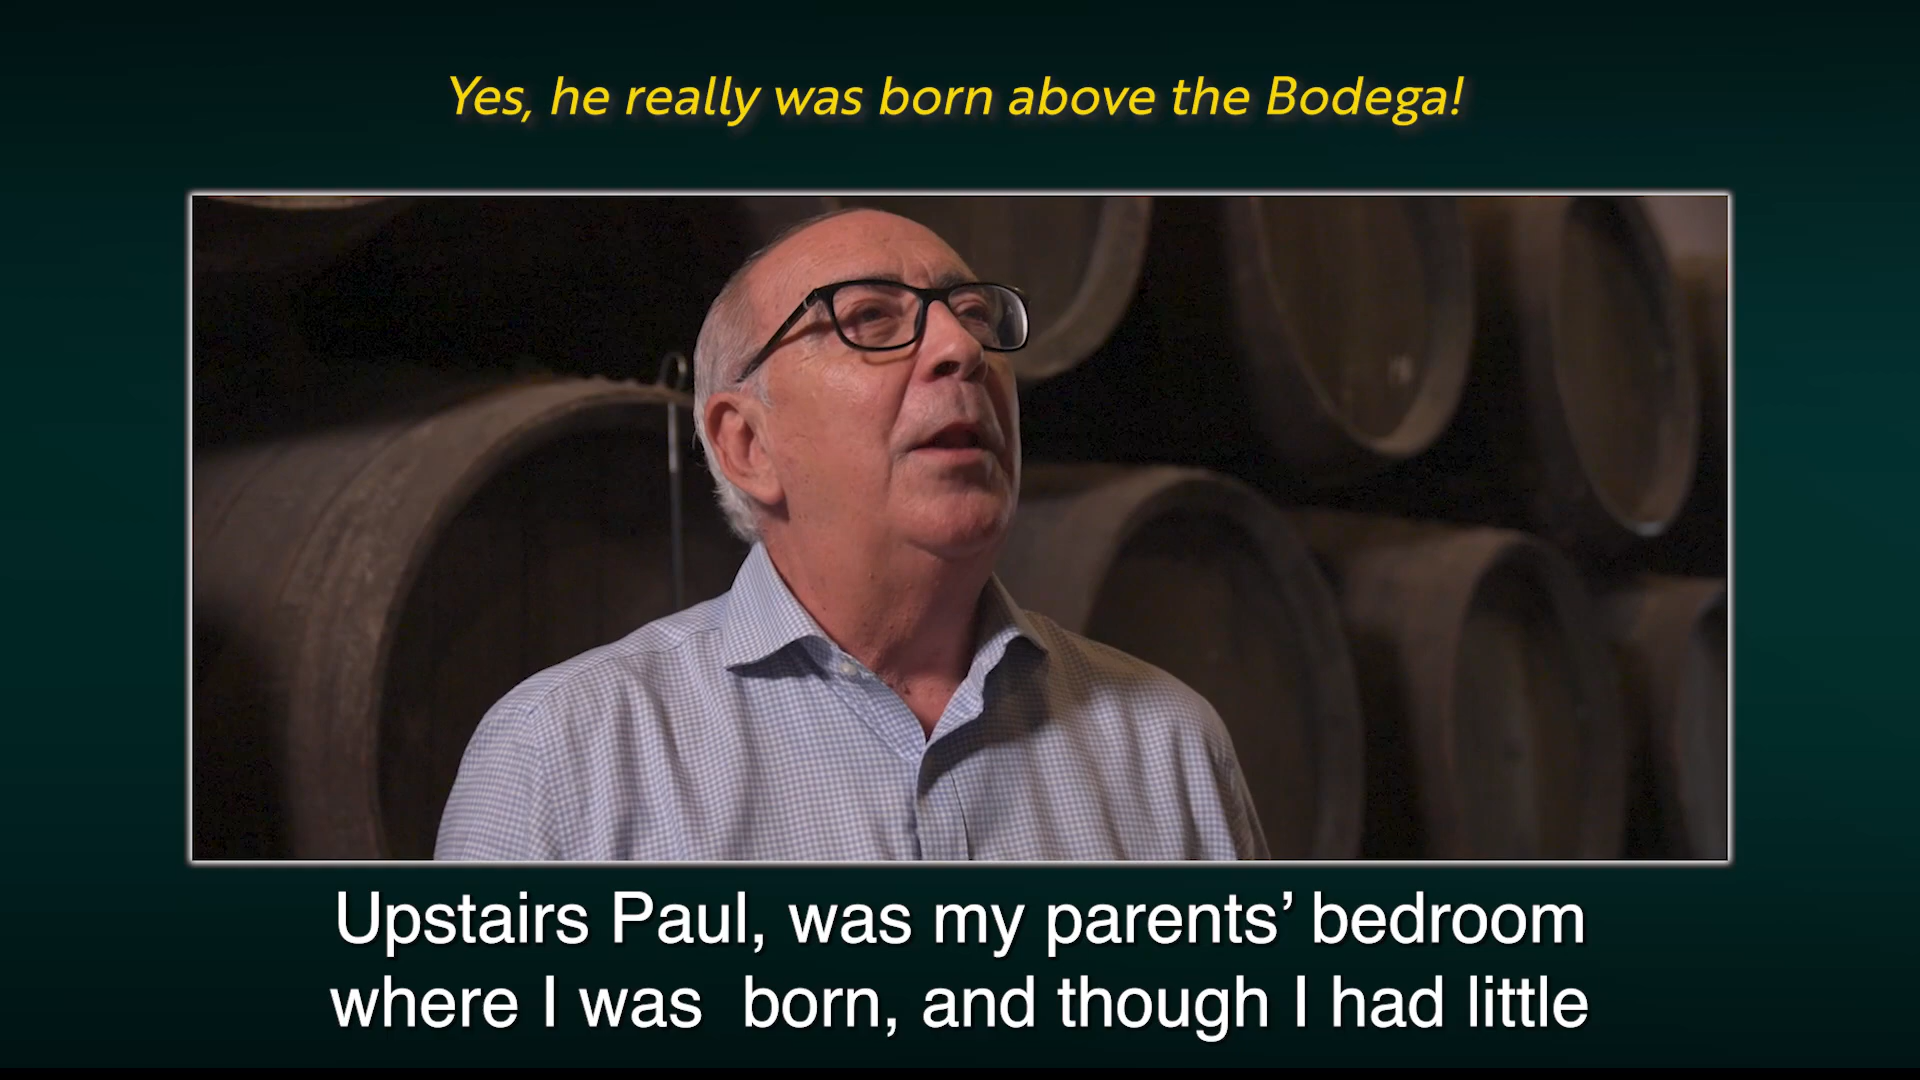 Yes, he really was born above the Bodega!
Upstairs Paul, was my parents’ bedroom
where I was  born, and though I had little